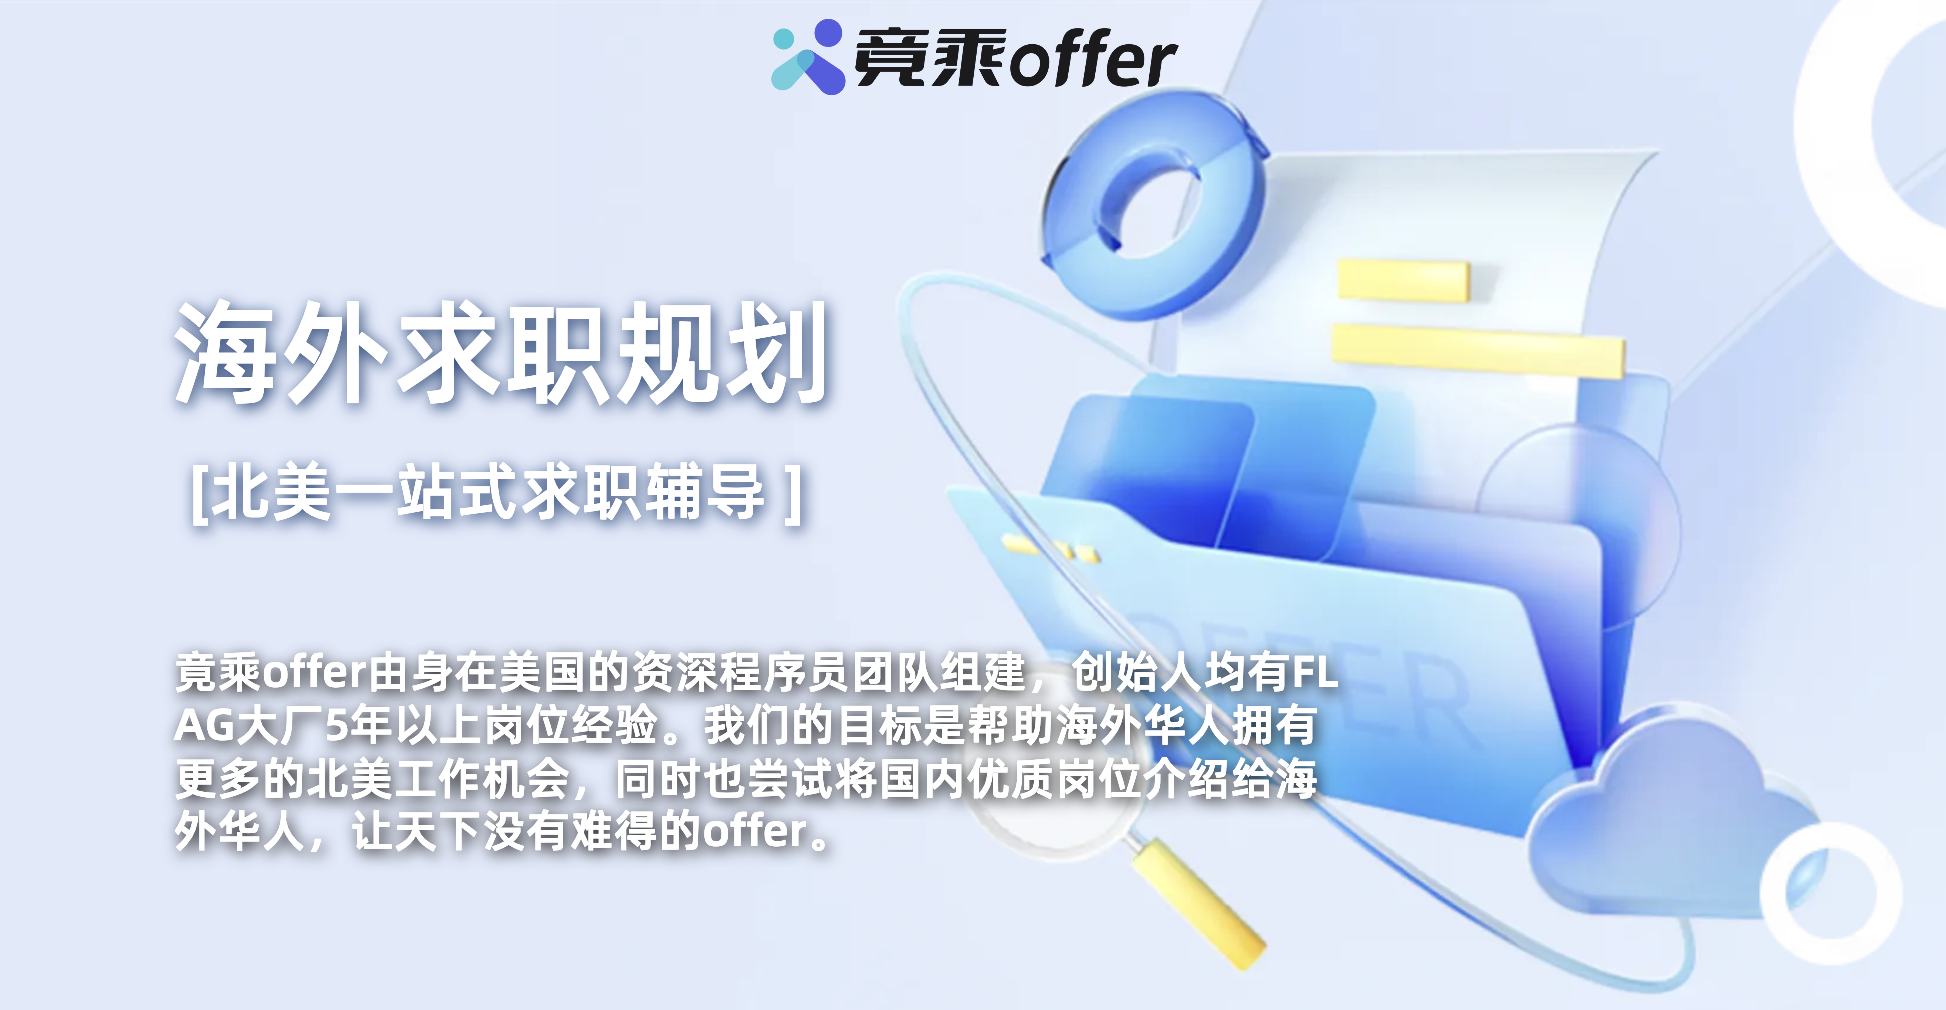 竟乘offer
海外求职规划
[北美一站式求职辅导 ]
OFFER
竟乘offer由身在美国的资深程序员团队组建，创始人均有FL
AG大厂5年以上岗位经验。我们的目标是帮助海外华人拥有
更多的北美工作机会，同时也尝试将国内优质岗位介绍给海
外华人，让天下没有难得的offer。